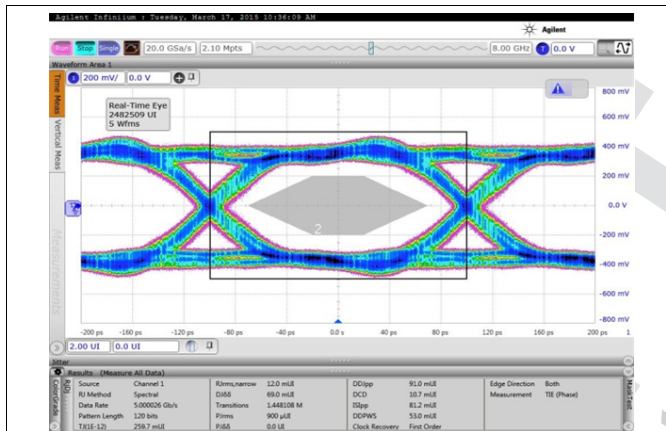 Agilent Infiniium : Tuesday, March 17, 2015 10:36:09 AM
Agilent
Run Stop Single 20.0 GSa/s 2.10 Mpts 8.00 GHz T 0.0 V
Waveform Area 1
Time Meas
Vertical Meas
Measurements
200 mV/ 0.0 V
Real-Time Eye
2482509 UI
5 Wfms
800 mV
600 mV
400 mV
200 mV
0.0 V
-200 mV
-400 mV
-600 mV
-800 mV
2
-200 ps -160 ps -120 ps -80 ps -40 ps 0.0 s 40 ps 80 ps 120 ps 160 ps 200 ps 1
2.00 UI 0.0 UI
Jitter
Results (Measure All Data)
ColorGrade
RJDJ
MaskTest
Source Channel 1 RJrms,narrow 12.0 mUI DDJpp 91.0 mUI Edge Direction Both
RJ Method Spectral DJδδ 69.0 mUI DCD 10.7 mUI Measurement TIE (Phase)
Data Rate 5.000026 Gb/s Transitions 1.448108 M ISIpp 81.2 mUI
Pattern Length 120 bits PJrms 900 µUI DDPWS 53.0 mUI
TJ(1E-12) 259.7 mUI PJδδ 0.0 UI Clock Recovery First Order